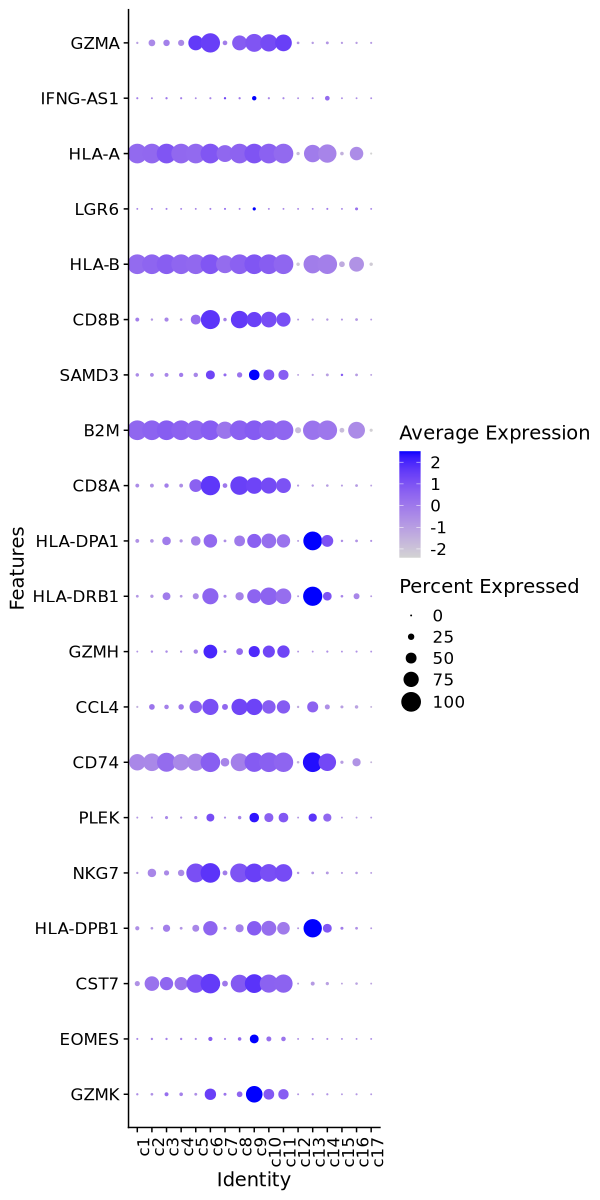 GZMA
IFNG-AS1
HLA-A
LGR6
HLA-B
CD8B
SAMD3
B2M
CD8A
HLA-DPA1
HLA-DRB1
GZMH
CCL4
CD74
PLEK
NKG7
HLA-DPB1
CST7
EOMES
GZMK
Features
c1
c2
c3
c4
c5
c6
c7
c8
c9
c10
c11
c12
c13
c14
c15
c16
c17
Identity
Average Expression
2
1
0
-1
-2
Percent Expressed
0
25
50
75
100